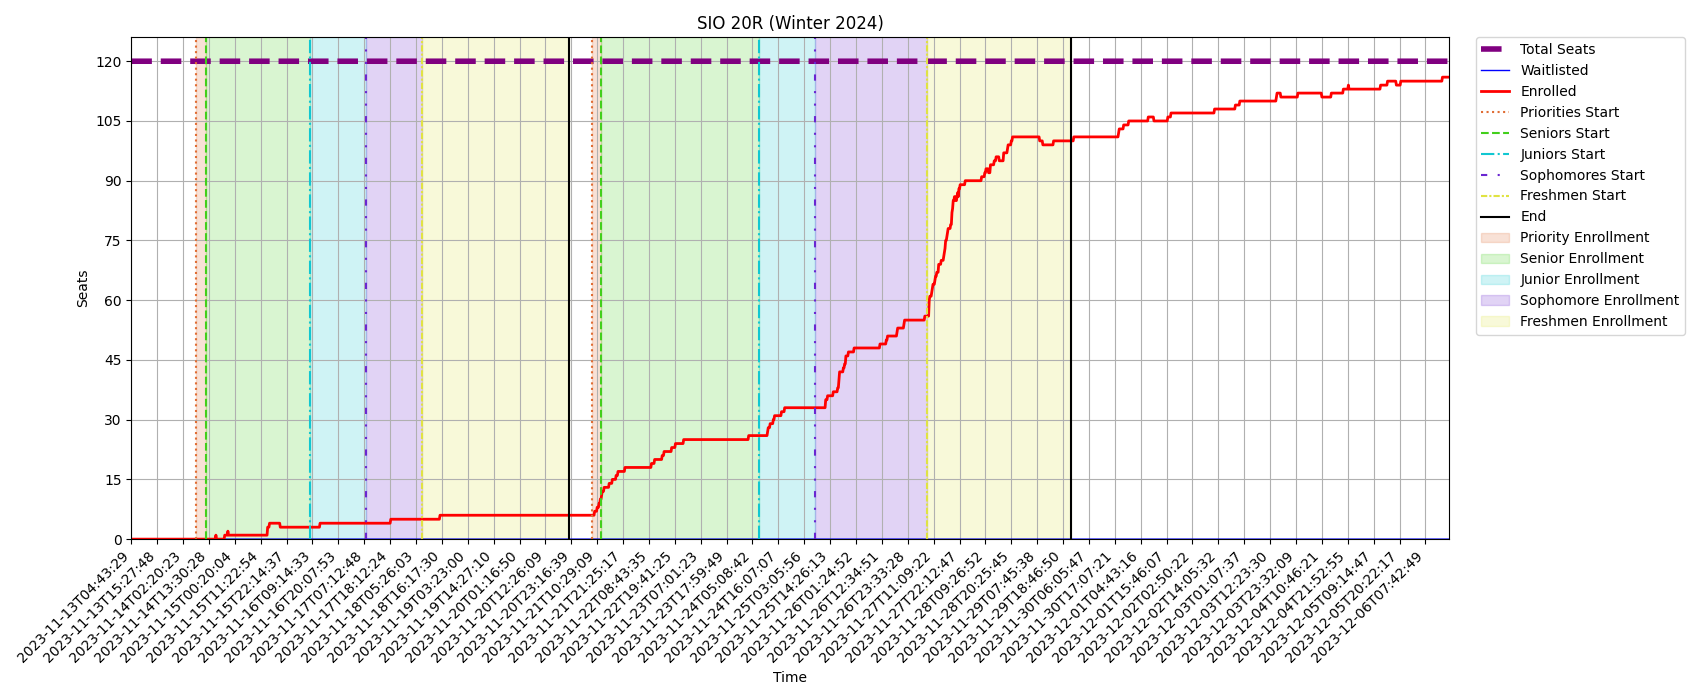 SIO 20R (Winter 2024)
Total Seats
Waitlisted
Enrolled
Priorities Start
Seniors Start
Juniors Start
Sophomores Start
Freshmen Start
End
Priority Enrollment
Senior Enrollment
Junior Enrollment
Sophomore Enrollment
Freshmen Enrollment
Seats
120
105
90
75
60
45
30
15
0
2023-11-13T04:43:29
2023-11-13T15:27:48
2023-11-14T02:20:23
2023-11-14T13:30:28
2023-11-15T00:20:04
2023-11-15T11:22:54
2023-11-15T22:14:37
2023-11-16T09:14:33
2023-11-16T20:07:53
2023-11-17T07:12:48
2023-11-17T18:12:24
2023-11-18T05:26:03
2023-11-18T16:17:30
2023-11-19T03:23:00
2023-11-19T14:27:10
2023-11-20T01:16:50
2023-11-20T12:26:09
2023-11-20T23:16:39
2023-11-21T10:29:09
2023-11-21T21:25:17
2023-11-22T08:43:35
2023-11-22T19:41:25
2023-11-23T07:01:23
2023-11-23T17:59:49
2023-11-24T05:08:42
2023-11-24T16:07:07
2023-11-25T03:05:56
2023-11-25T14:26:13
2023-11-26T01:24:52
2023-11-26T12:34:51
2023-11-26T23:33:28
2023-11-27T11:09:22
2023-11-27T22:12:47
2023-11-28T09:26:52
2023-11-28T20:25:45
2023-11-29T07:45:38
2023-11-29T18:46:50
2023-11-30T06:05:47
2023-11-30T17:07:21
2023-12-01T04:43:16
2023-12-01T15:46:07
2023-12-02T02:50:22
2023-12-02T14:05:32
2023-12-03T01:07:37
2023-12-03T12:23:30
2023-12-03T23:32:09
2023-12-04T10:46:21
2023-12-04T21:52:55
2023-12-05T09:14:47
2023-12-05T20:22:17
2023-12-06T07:42:49
Time